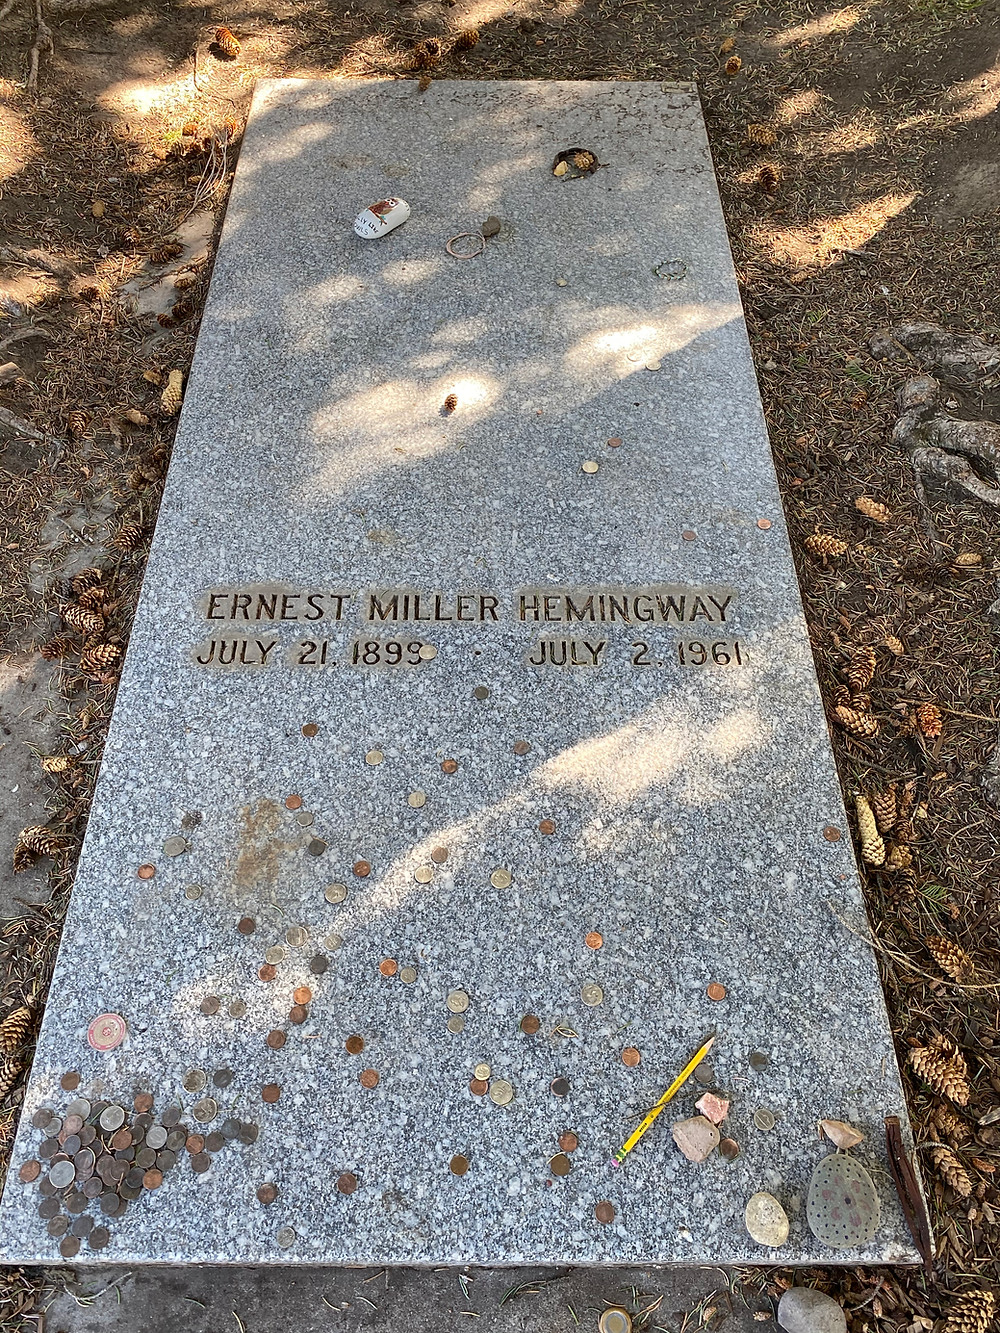 ERNEST MILLER HEMINGWAY
JULY 21, 1899 · JULY 2, 1961